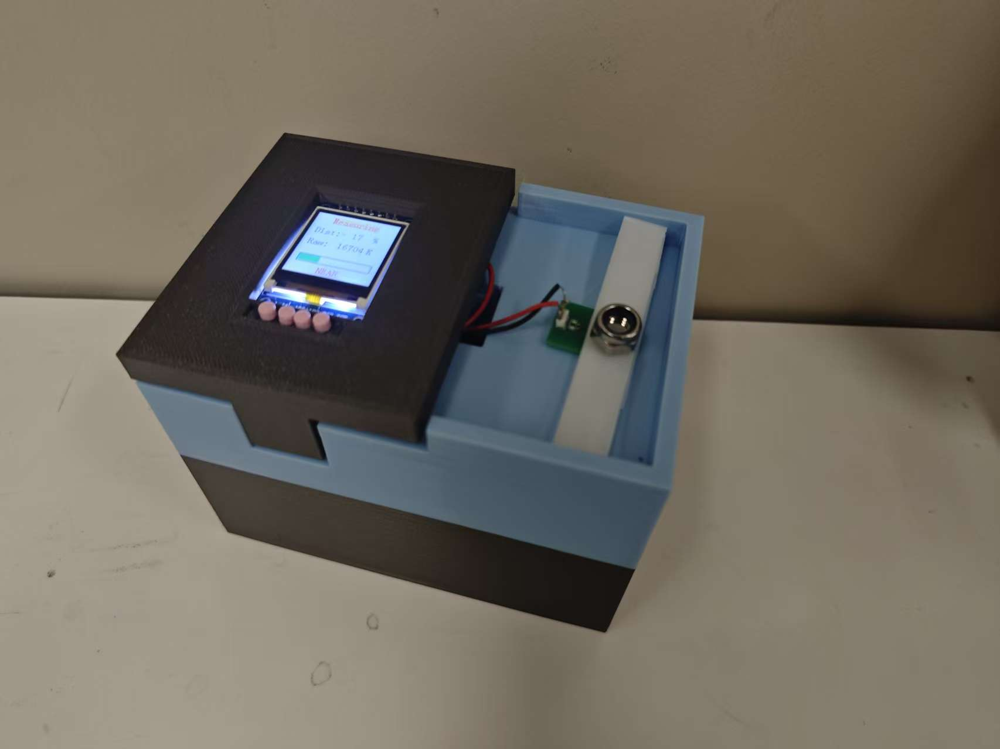 Measuring
Dist:~ 17 %
Raw: 16704 K
NEAR